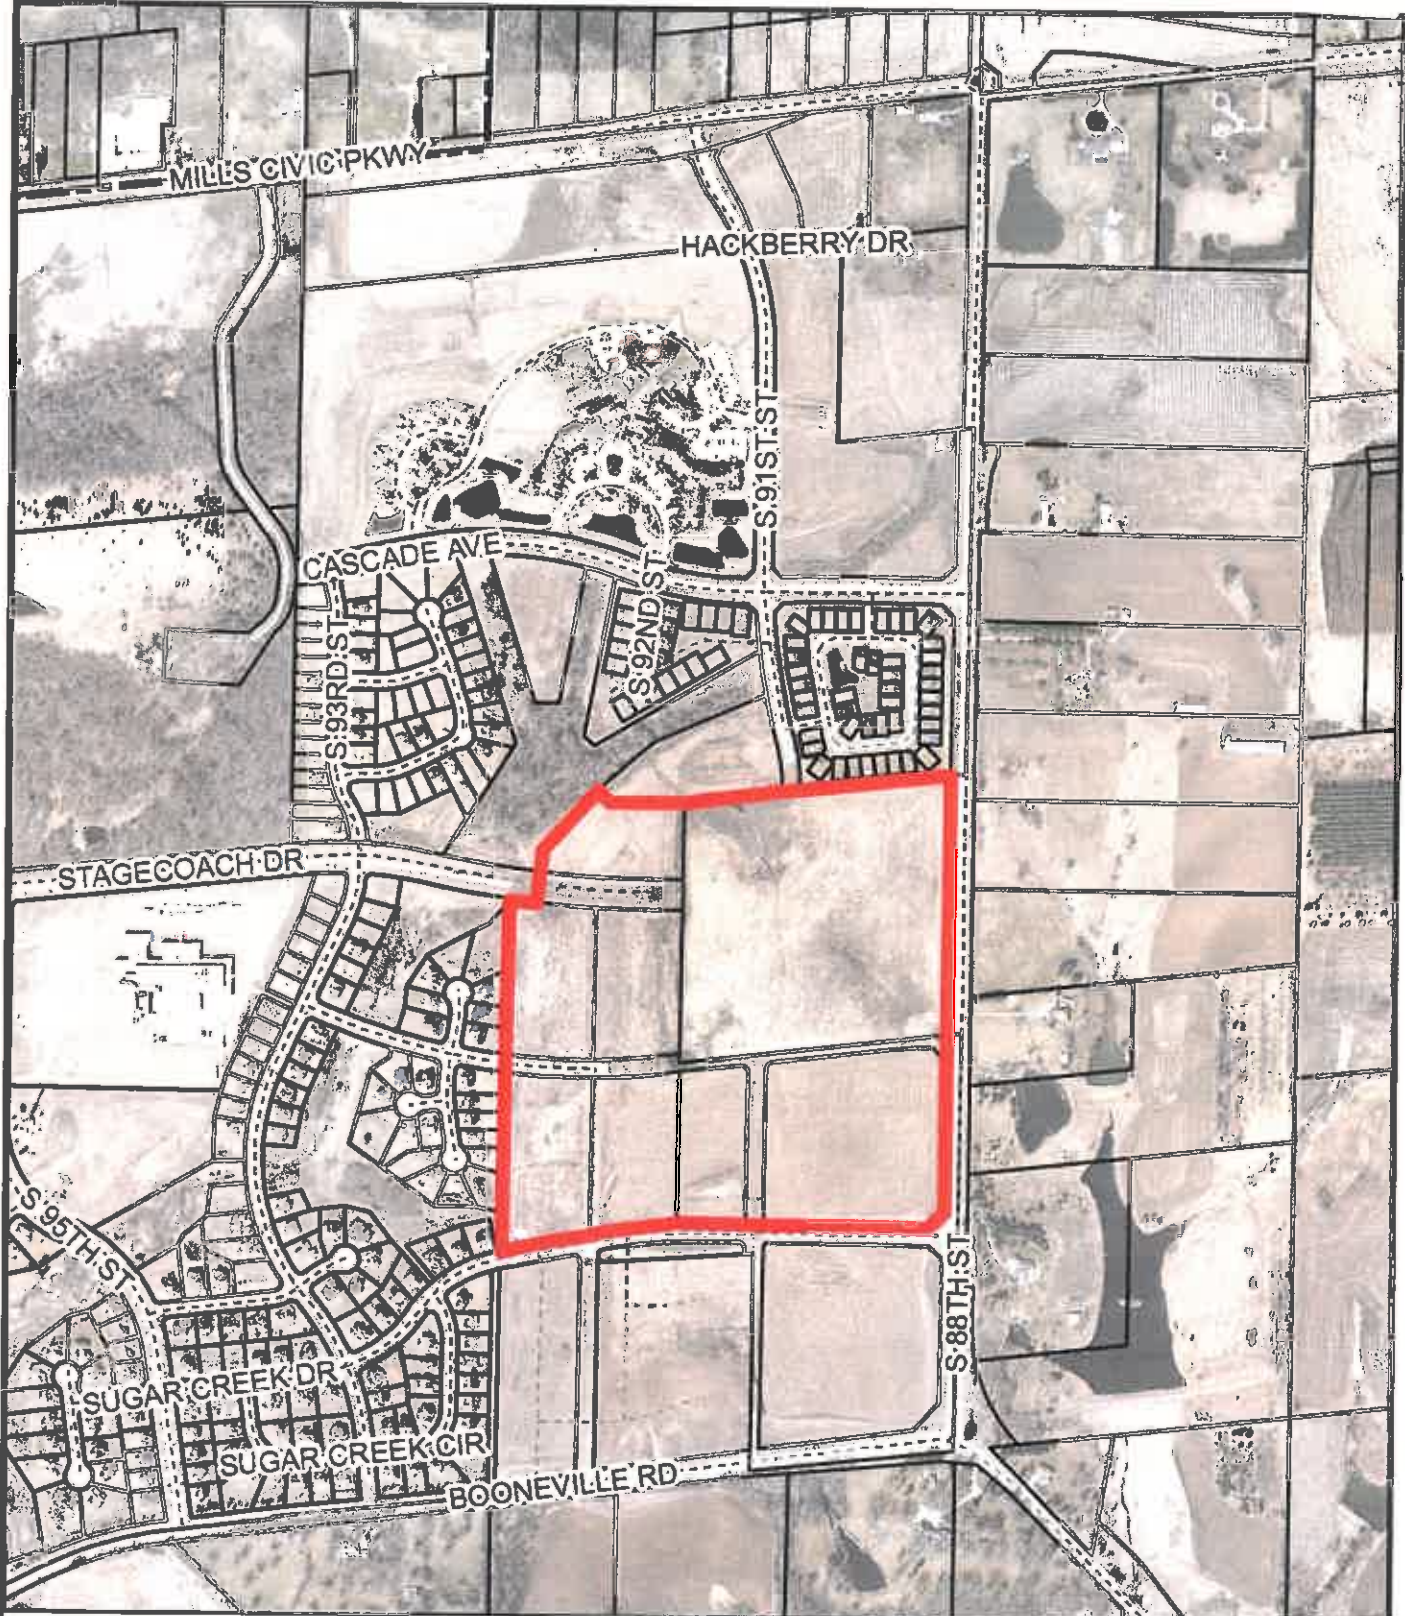 MILLS CIVIC PKWY
HACKBERRY DR
S 91ST ST
CASCADE AVE
S 92ND ST
S 93RD ST
STAGECOACH DR
S 95TH ST
S 88TH ST
SUGAR CREEK DR
SUGAR CREEK CIR
BOONEVILLE RD